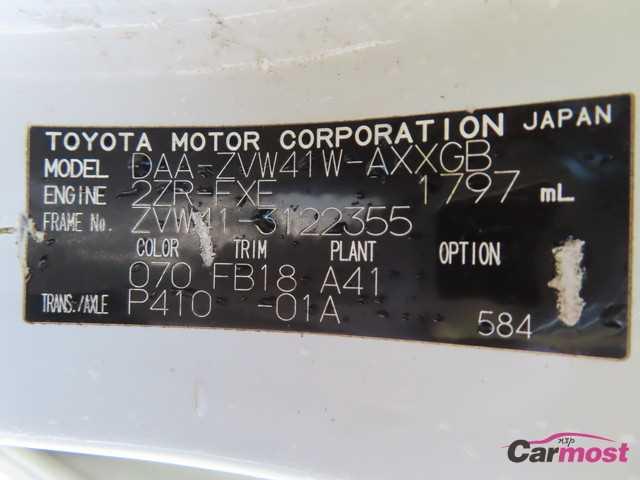 TOYOTA MOTOR CORPORATION JAPAN
MODEL DAA-ZVW41W-AXXGB
ENGINE 2ZR-FXE 1797 mL
FRAME No. ZVW41-3122355
COLOR TRIM PLANT OPTION
070 FB18 A41
TRANS./AXLE P410 -01A
584
nxp
Carmost